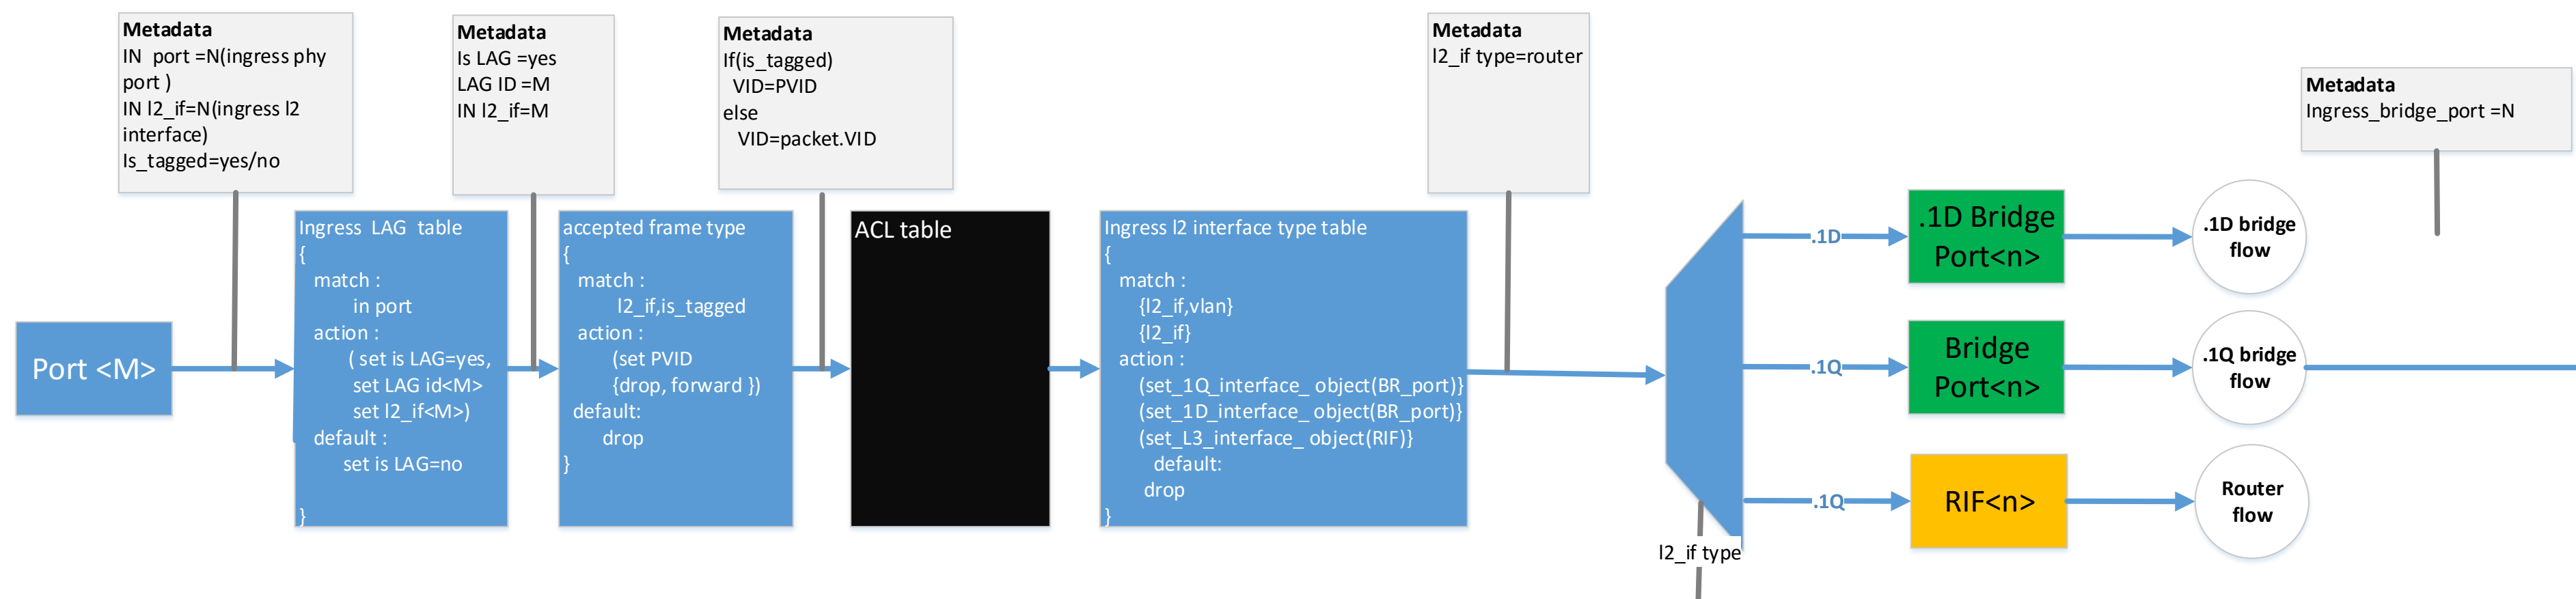 Metadata
IN port =N(ingress phy
port )
IN l2_if=N(ingress l2
interface)
Is_tagged=yes/no
Metadata
Is LAG =yes
LAG ID =M
IN l2_if=M
Metadata
If(is_tagged)
VID=PVID
else
VID=packet.VID
Metadata
l2_if type=router
Metadata
Ingress_bridge_port =N
Port <M>
Ingress LAG table
{
match :
in port
action :
( set is LAG=yes,
set LAG id<M>
set l2_if<M>)
default :
set is LAG=no
}
accepted frame type
{
match :
l2_if,is_tagged
action :
(set PVID
{drop, forward })
default:
drop
}
ACL table
Ingress l2 interface type table
{
match :
{l2_if,vlan}
{l2_if}
action :
(set_1Q_interface_ object(BR_port)}
(set_1D_interface_ object(BR_port)}
(set_L3_interface_ object(RIF)}
default:
drop
}
l2_if type
.1D
.1D Bridge
Port<n>
.1D bridge
flow
.1Q
Bridge
Port<n>
.1Q bridge
flow
.1Q
RIF<n>
Router
flow